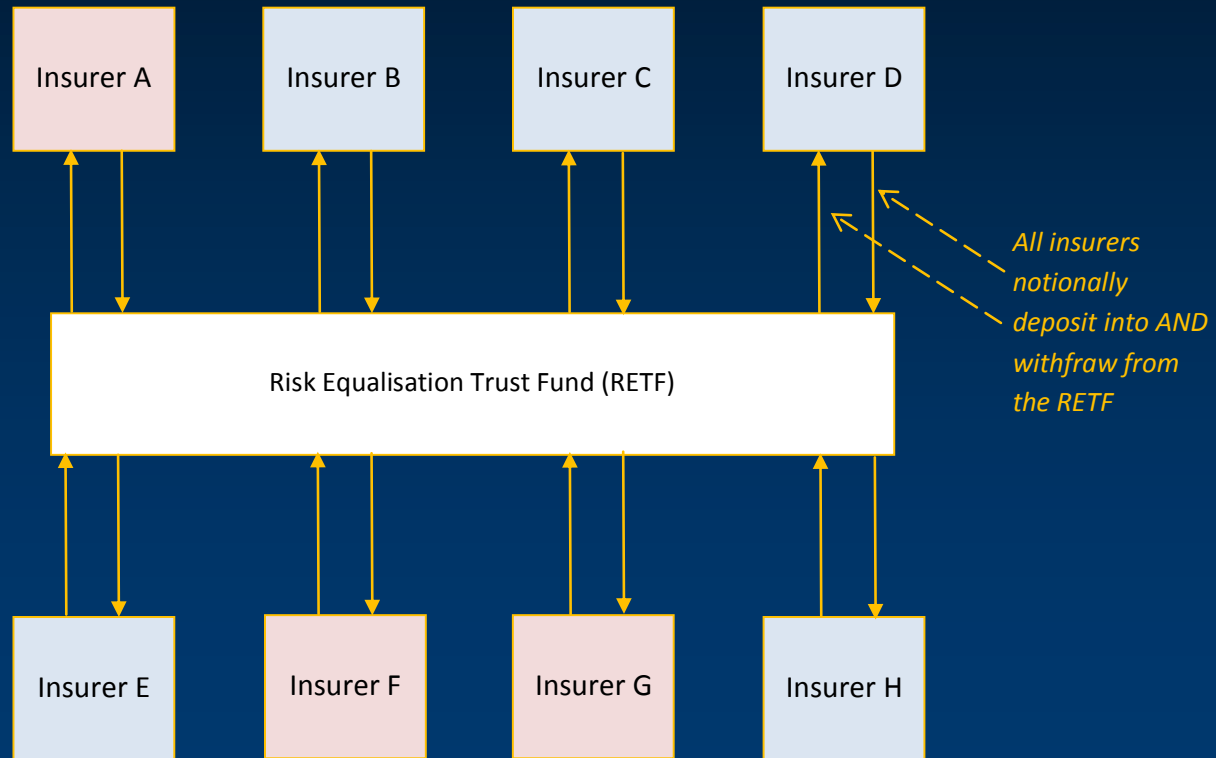 Insurer A
Insurer B
Insurer C
Insurer D
All insurers
notionally
deposit into AND
withfraw from
the RETF
Risk Equalisation Trust Fund (RETF)
Insurer E
Insurer F
Insurer G
Insurer H